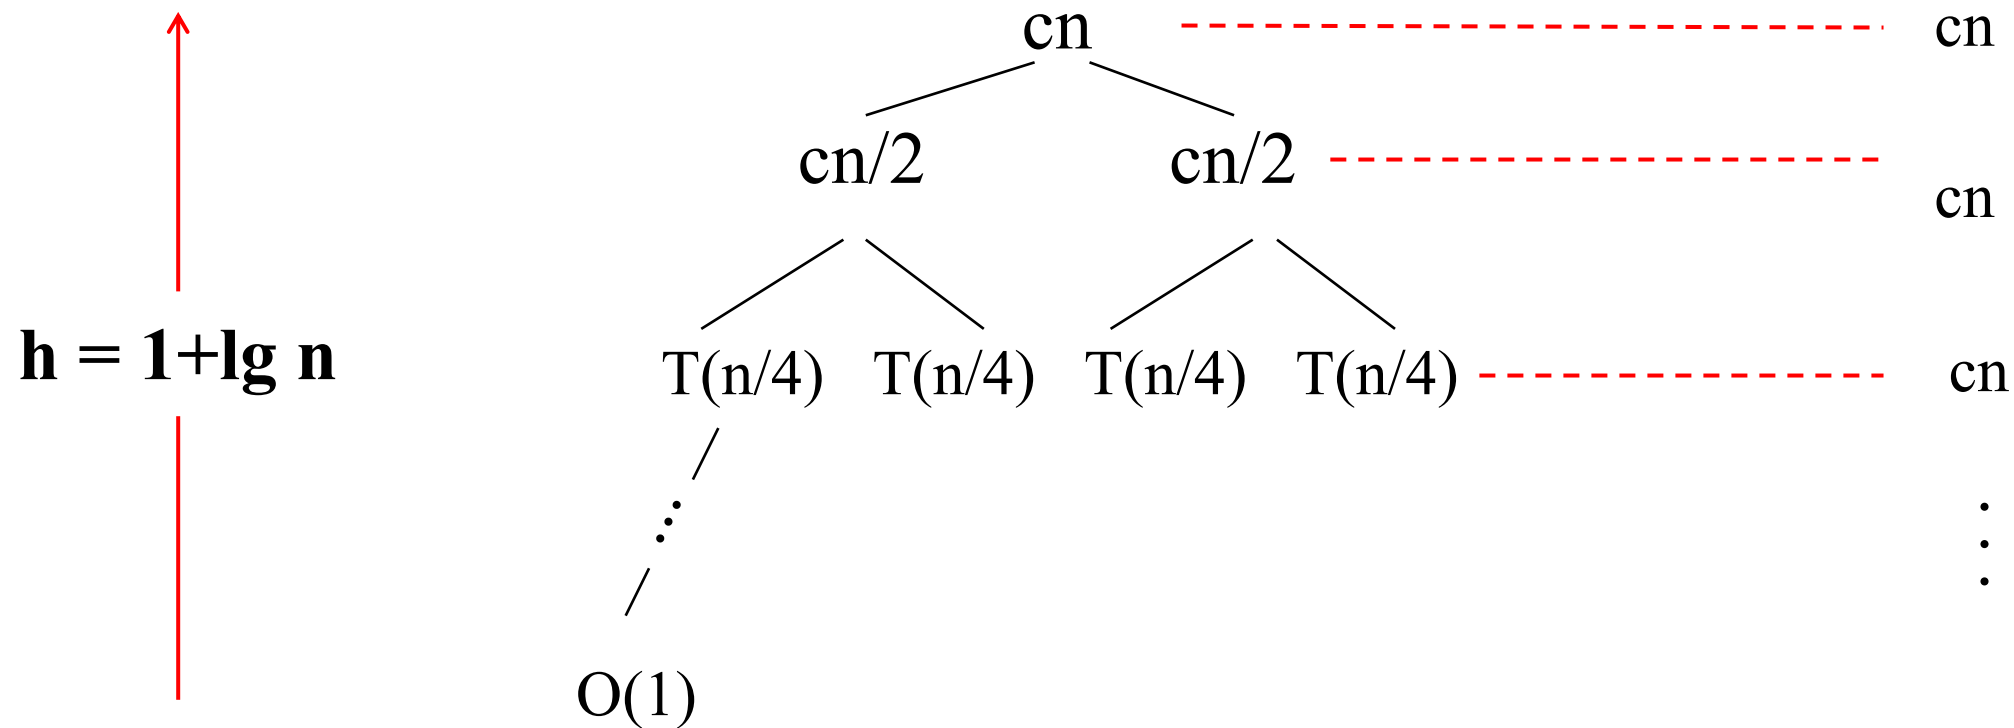 cn cn
cn/2 cn/2
cn
h = 1+lg n
T(n/4) T(n/4) T(n/4) T(n/4) cn
O(1)